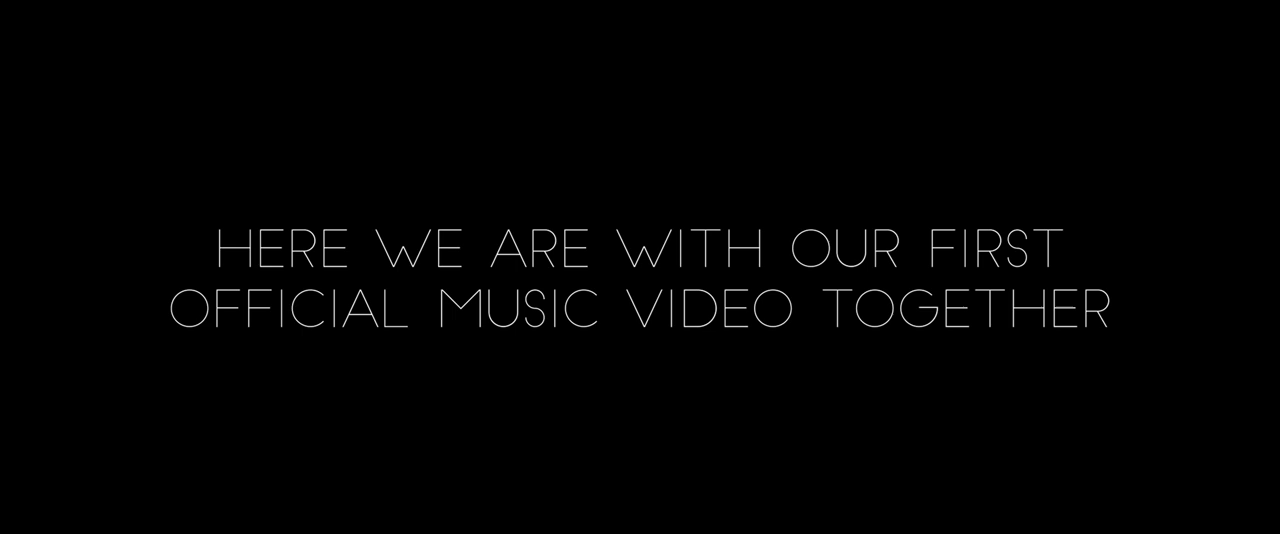 HERE WE ARE WITH OUR FIRST
OFFICIAL MUSIC VIDEO TOGETHER